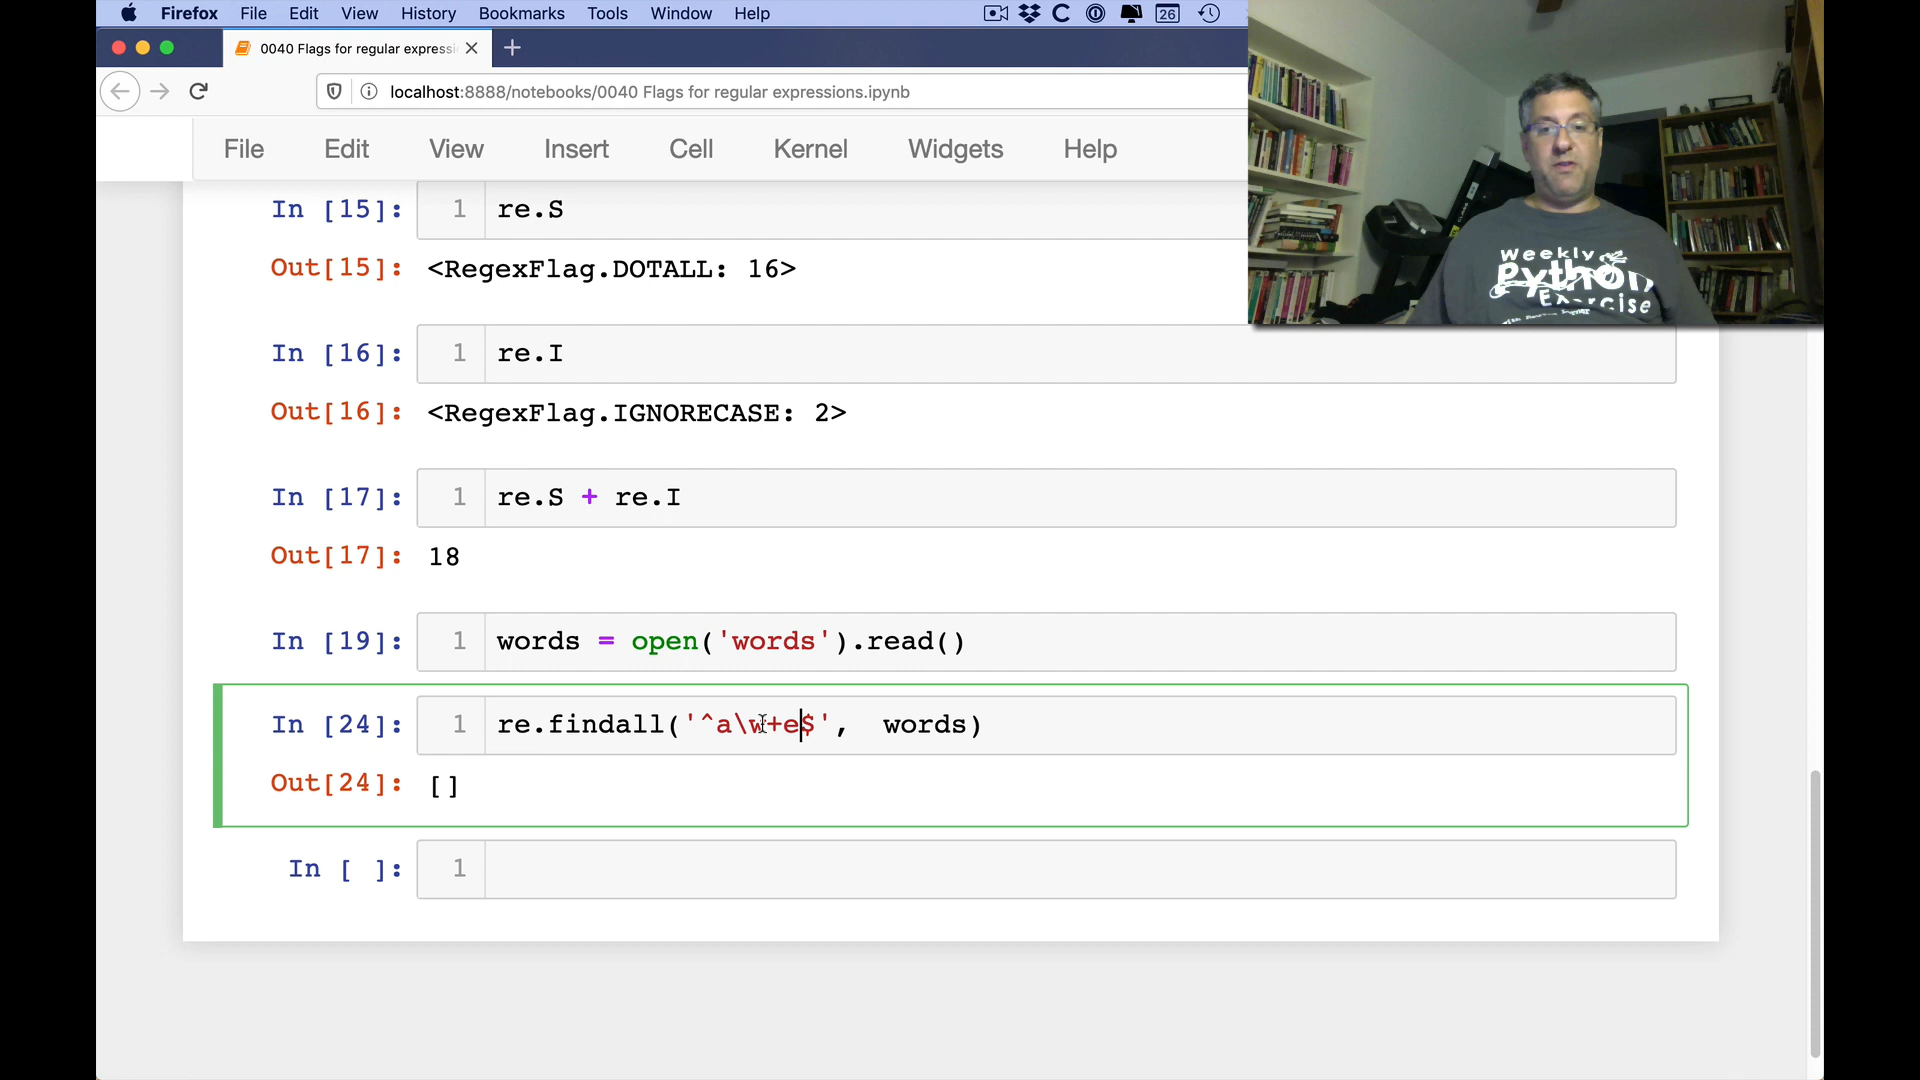 Firefox File Edit View History Bookmarks Tools Window Help
26
0040 Flags for regular expressi
localhost:8888/notebooks/0040 Flags for regular expressions.ipynb
File Edit View Insert Cell Kernel Widgets Help
In [15]: 1 re.S
Out[15]: <RegexFlag.DOTALL: 16>
In [16]: 1 re.I
Out[16]: <RegexFlag.IGNORECASE: 2>
In [17]: 1 re.S + re.I
Out[17]: 18
In [19]: 1 words = open('words').read()
In [24]: 1 re.findall('^a\w+e$',  words)
Out[24]: []
In [ ]: 1
Weekly
Python
Exercise